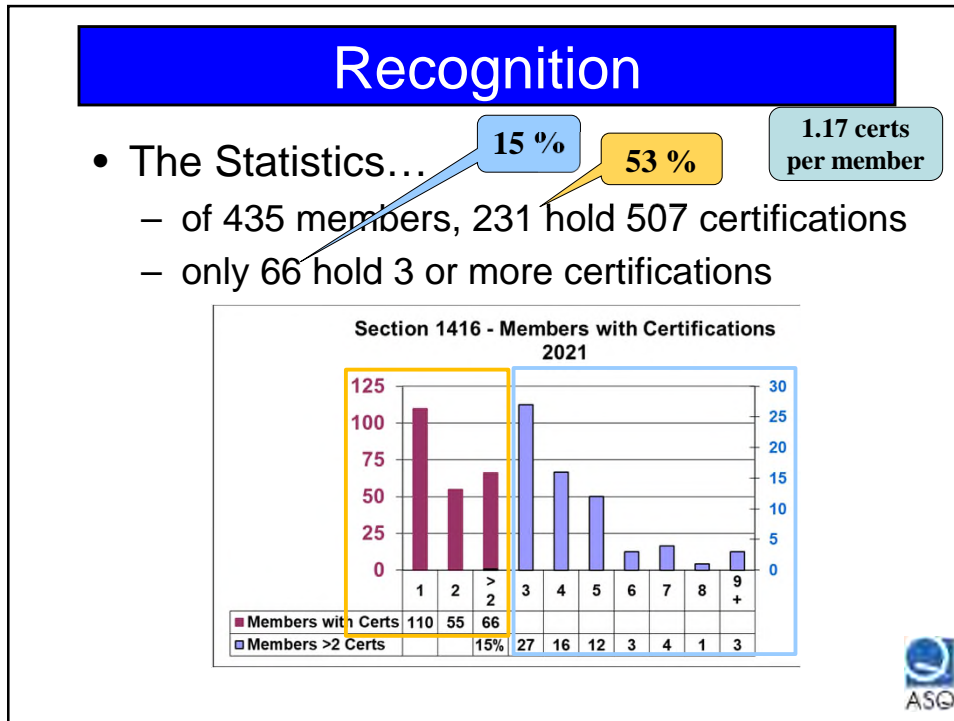 Recognition
15 %
53 %
1.17 certs
per member
• The Statistics…
– of 435 members, 231 hold 507 certifications
– only 66 hold 3 or more certifications
Section 1416 - Members with Certifications
2021
125
100
75
50
25
0
30
25
20
15
10
5
0
1 2 > 2 3 4 5 6 7 8 9 +
Members with Certs 110 55 66
Members >2 Certs 15% 27 16 12 3 4 1 3
ASQ